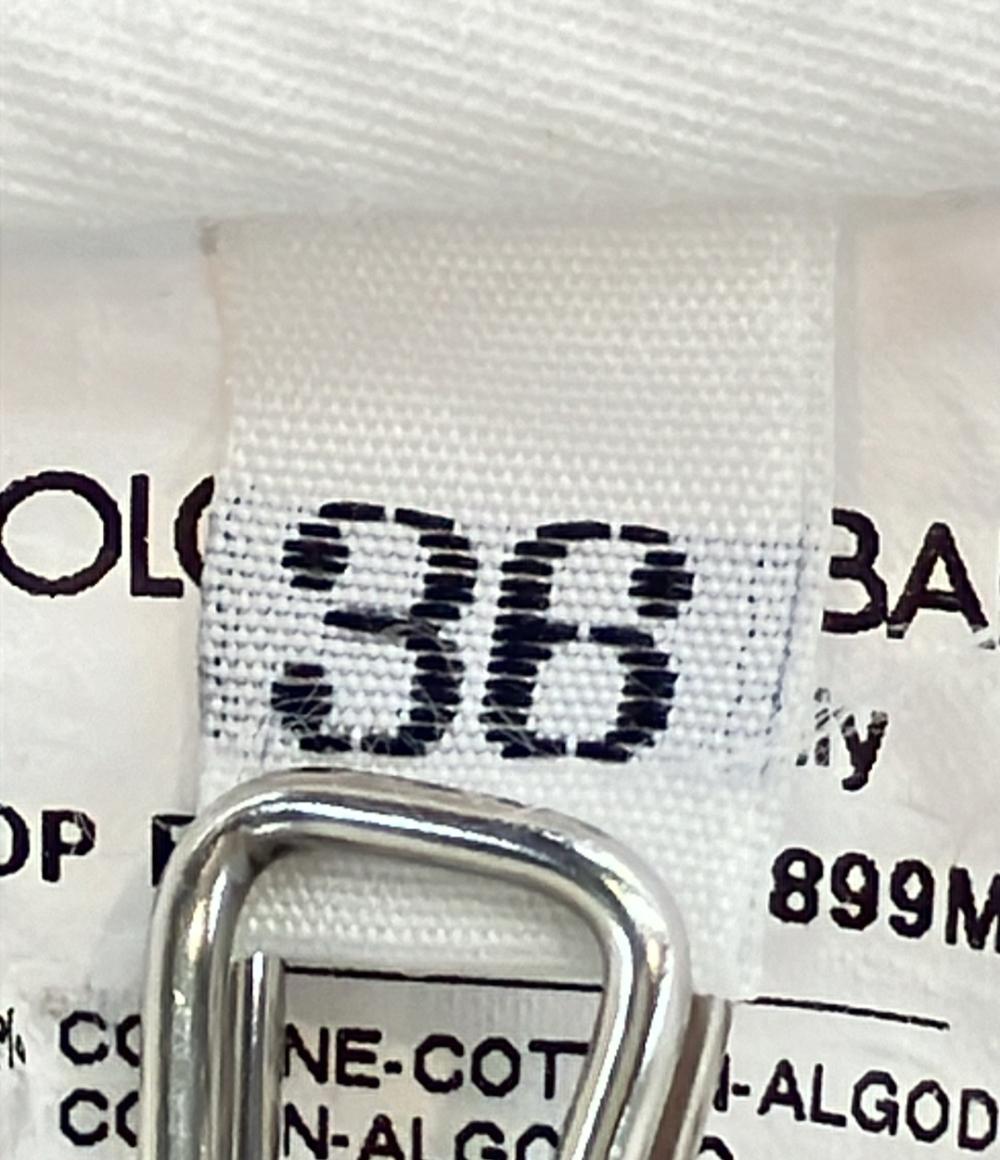 OLC BA
36
ly
OP 899M
% CO NE-COT N-ALGOD
CO N-ALGO